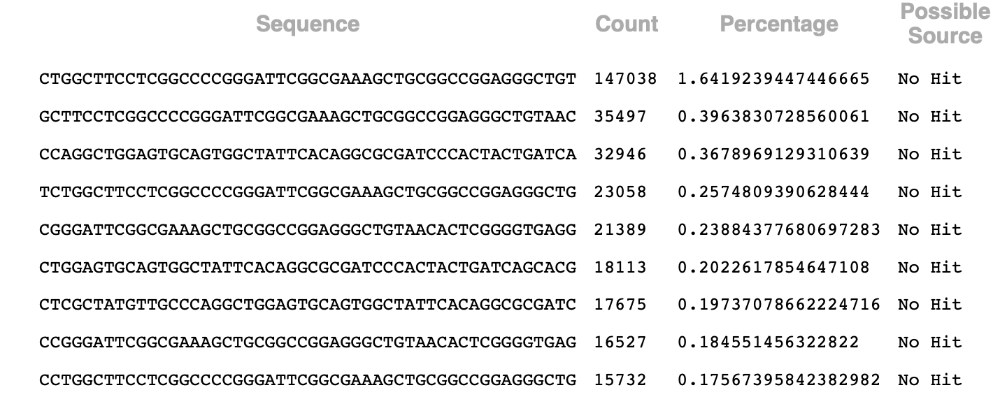 Sequence Count Percentage Possible Source
CTGGCTTCCTCGGCCCCGGGATTCGGCGAAAGCTGCGGCCGGAGGGCTGT 147038 1.6419239447446665 No Hit
GCTTCCTCGGCCCCGGGATTCGGCGAAAGCTGCGGCCGGAGGGCTGTAAC 35497 0.3963830728560061 No Hit
CCAGGCTGGAGTGCAGTGGCTATTCACAGGCGCGATCCCACTACTGATCA 32946 0.3678969129310639 No Hit
TCTGGCTTCCTCGGCCCCGGGATTCGGCGAAAGCTGCGGCCGGAGGGCTG 23058 0.2574809390628444 No Hit
CGGGATTCGGCGAAAGCTGCGGCCGGAGGGCTGTAACACTCGGGGTGAGG 21389 0.23884377680697283 No Hit
CTGGAGTGCAGTGGCTATTCACAGGCGCGATCCCACTACTGATCAGCACG 18113 0.2022617854647108 No Hit
CTCGCTATGTTGCCCAGGCTGGAGTGCAGTGGCTATTCACAGGCGCGATC 17675 0.19737078662224716 No Hit
CCGGGATTCGGCGAAAGCTGCGGCCGGAGGGCTGTAACACTCGGGGTGAG 16527 0.184551456322822 No Hit
CCTGGCTTCCTCGGCCCCGGGATTCGGCGAAAGCTGCGGCCGGAGGGCTG 15732 0.17567395842382982 No Hit